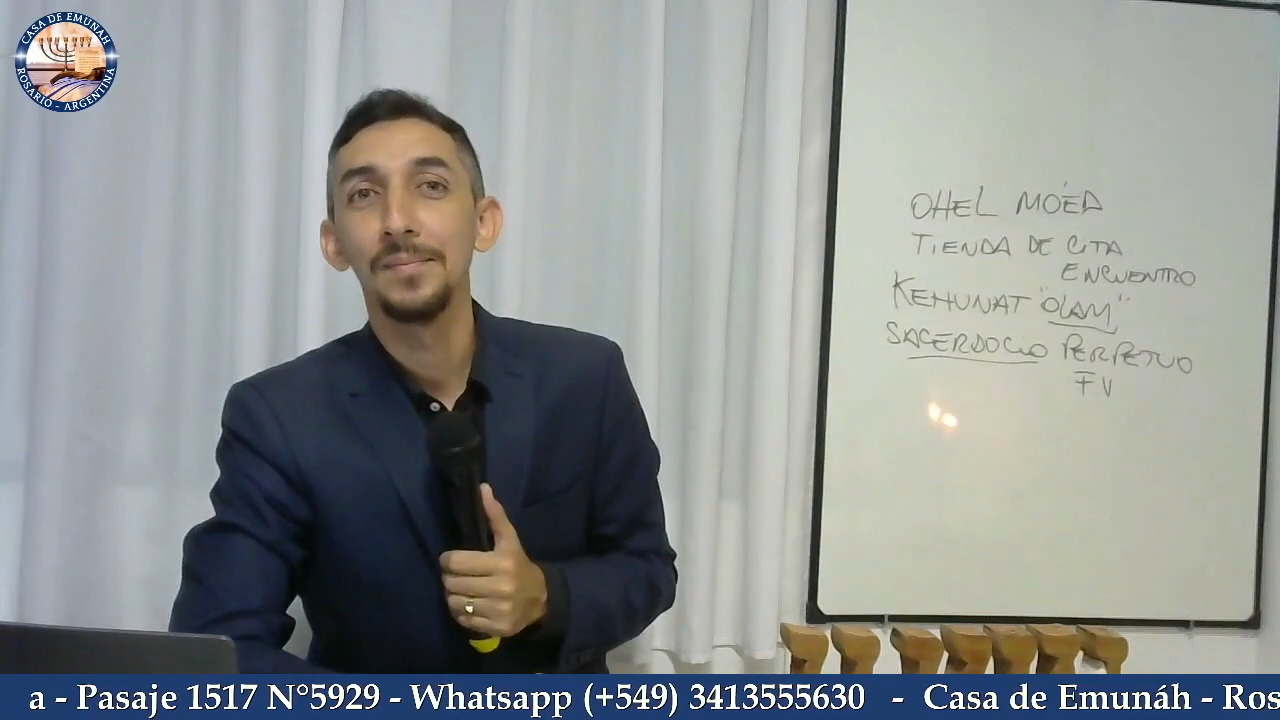 CASA DE EMUNAH
ROSARIO - ARGENTINA
OHEL MOÉD
TIENDA DE CITA
ENCUENTRO
KEHUNAT "OLAM"
SACERDOCIO PERPETUO
a - Pasaje 1517 N°5929 - Whatsapp (+549) 3413555630 - Casa de Emunáh - Ros